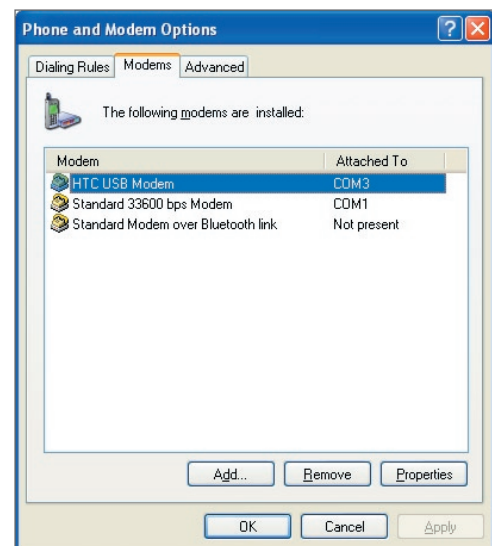 Phone and Modem Options
Dialing Rules Modems Advanced
The following modems are installed:
Modem Attached To
HTC USB Modem COM3
Standard 33600 bps Modem COM1
Standard Modem over Bluetooth link Not present
Add... Remove Properties
OK Cancel Apply